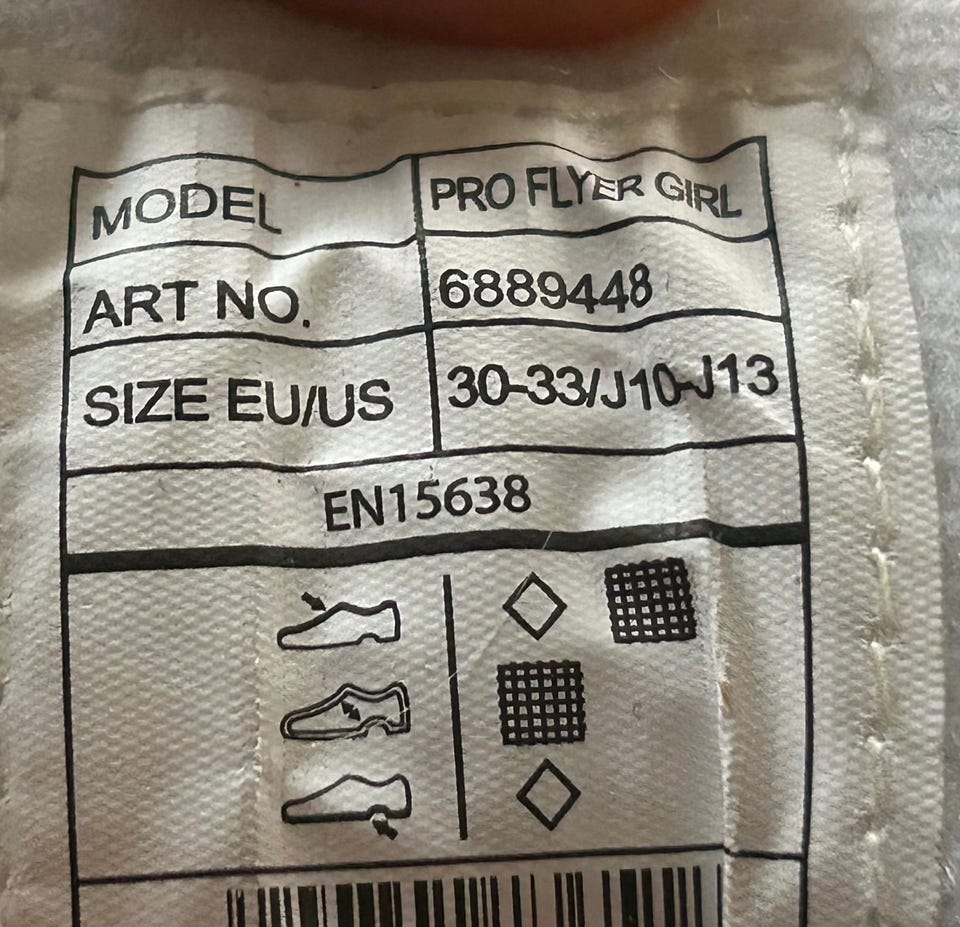 MODEL PRO FLYER GIRL
ART NO. 6889448
SIZE EU/US 30-33/J10-J13
EN15638